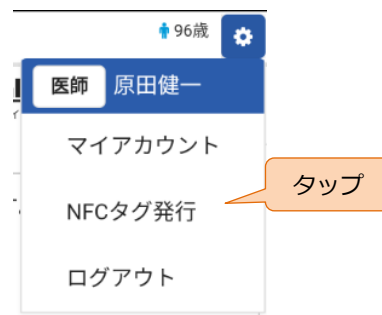 96歳
医師 原田健一
マイアカウント
NFCタグ発行
タップ
ログアウト